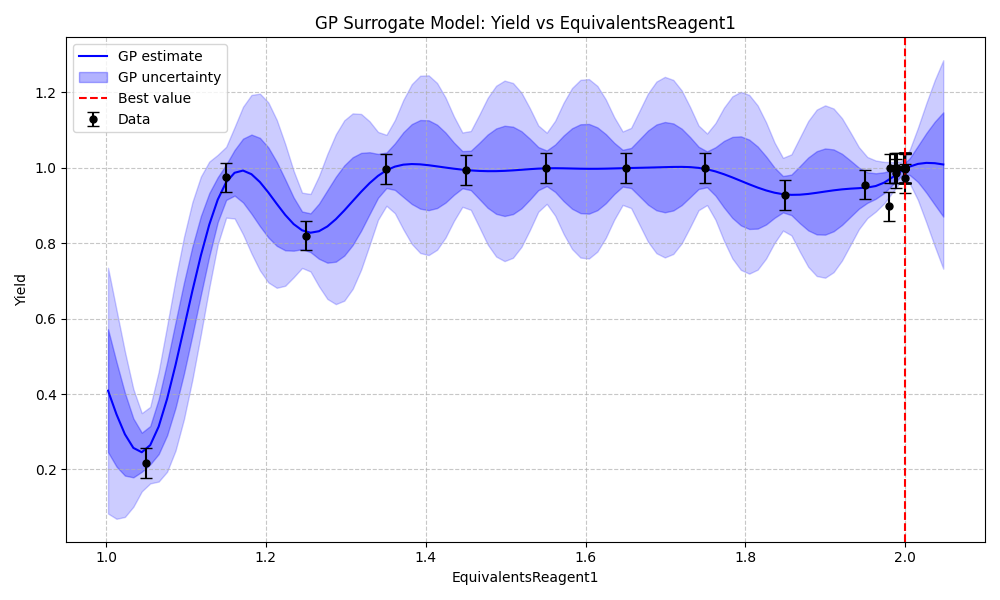 GP Surrogate Model: Yield vs EquivalentsReagent1
GP estimate
GP uncertainty
Best value
Data
Yield
1.2
1.0
0.8
0.6
0.4
0.2
1.0 1.2 1.4 1.6 1.8 2.0
EquivalentsReagent1